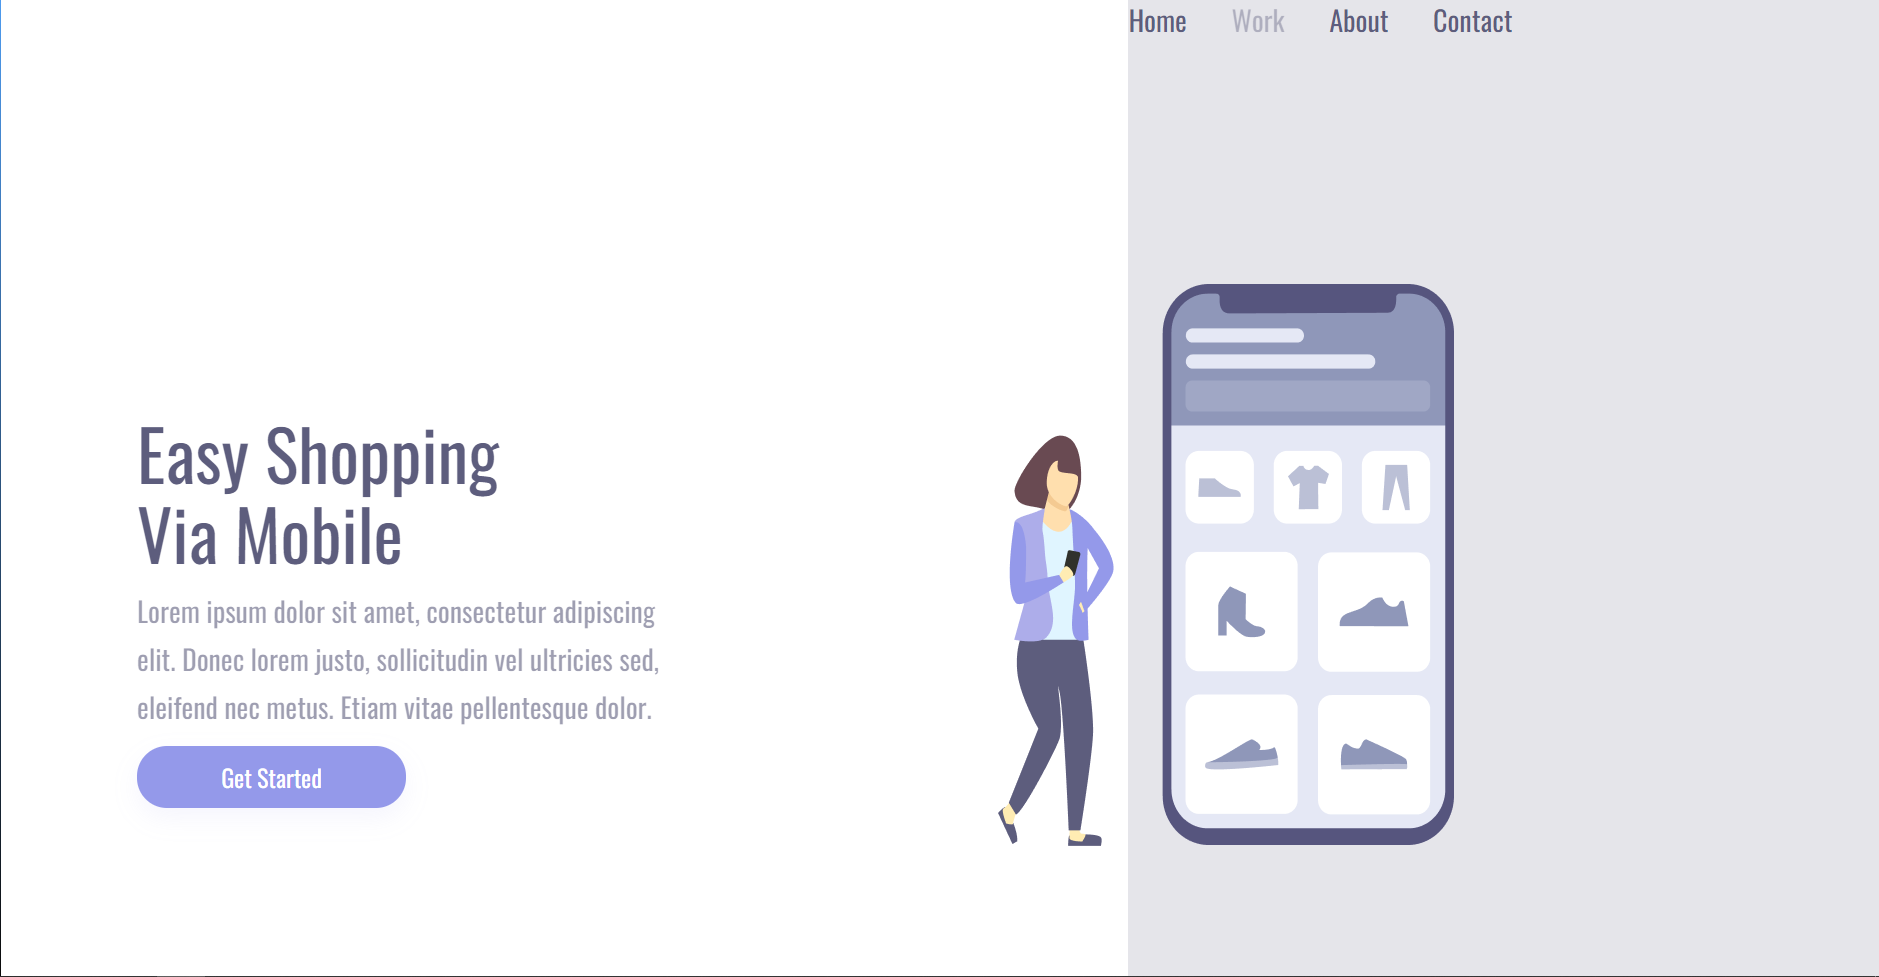 Home Work About Contact
Easy Shopping
Via Mobile
Lorem ipsum dolor sit amet, consectetur adipiscing
elit. Donec lorem justo, sollicitudin vel ultricies sed,
eleifend nec metus. Etiam vitae pellentesque dolor.
Get Started